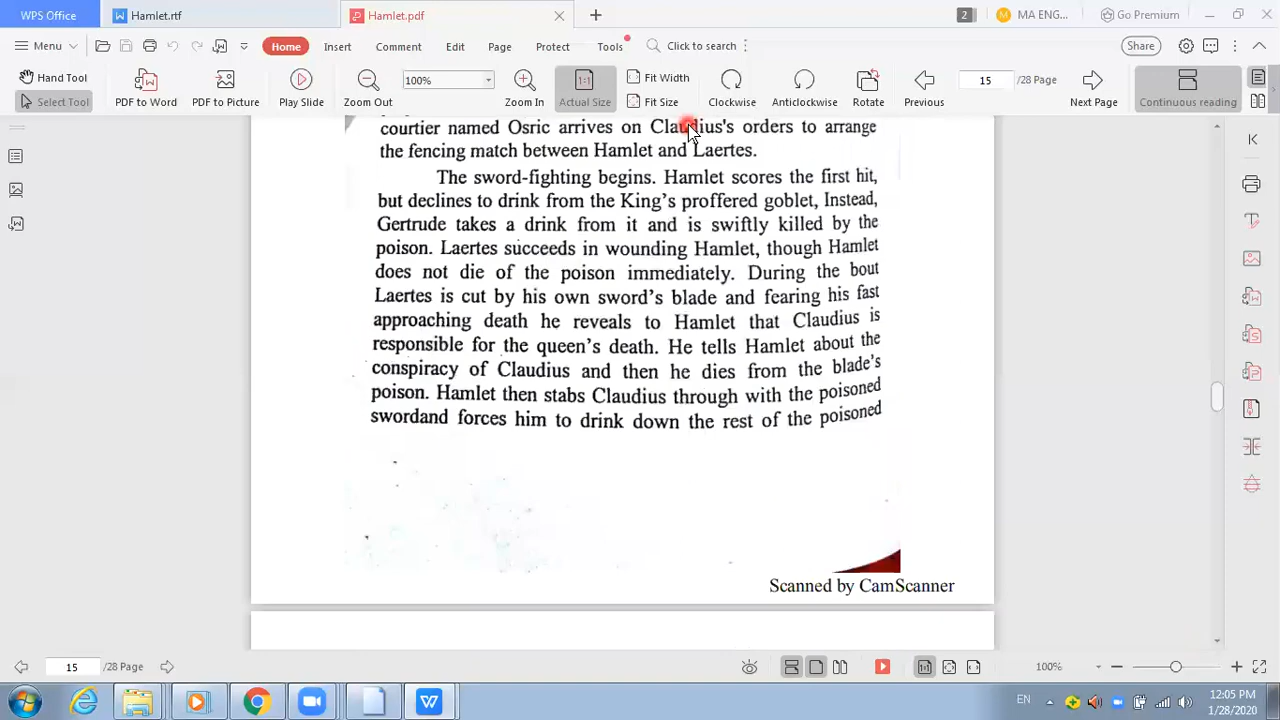 WPS Office
Hamlet.rtf
Hamlet.pdf
2
MA ENG...
Go Premium
Menu
Home
Insert
Comment
Edit
Page
Protect
Tools
Click to search
Share
Hand Tool
Select Tool
PDF to Word
PDF to Picture
Play Slide
Zoom Out
100%
Zoom In
Actual Size
Fit Width
Fit Size
Clockwise
Anticlockwise
Rotate
Previous
15
/28 Page
Next Page
Continuous reading
courtier named Osric arrives on Claudius's orders to arrange
the fencing match between Hamlet and Laertes.
The sword-fighting begins. Hamlet scores the first hit,
but declines to drink from the King's proffered goblet, Instead,
Gertrude takes a drink from it and is swiftly killed by the
poison. Laertes succeeds in wounding Hamlet, though Hamlet
does not die of the poison immediately. During the bout
Laertes is cut by his own sword's blade and fearing his fast
approaching death he reveals to Hamlet that Claudius is
responsible for the queen's death. He tells Hamlet about the
conspiracy of Claudius and then he dies from the blade's
poison. Hamlet then stabs Claudius through with the poisoned
swordand forces him to drink down the rest of the poisoned
Scanned by CamScanner
15
/28 Page
100%
EN
12:05 PM
1/28/2020